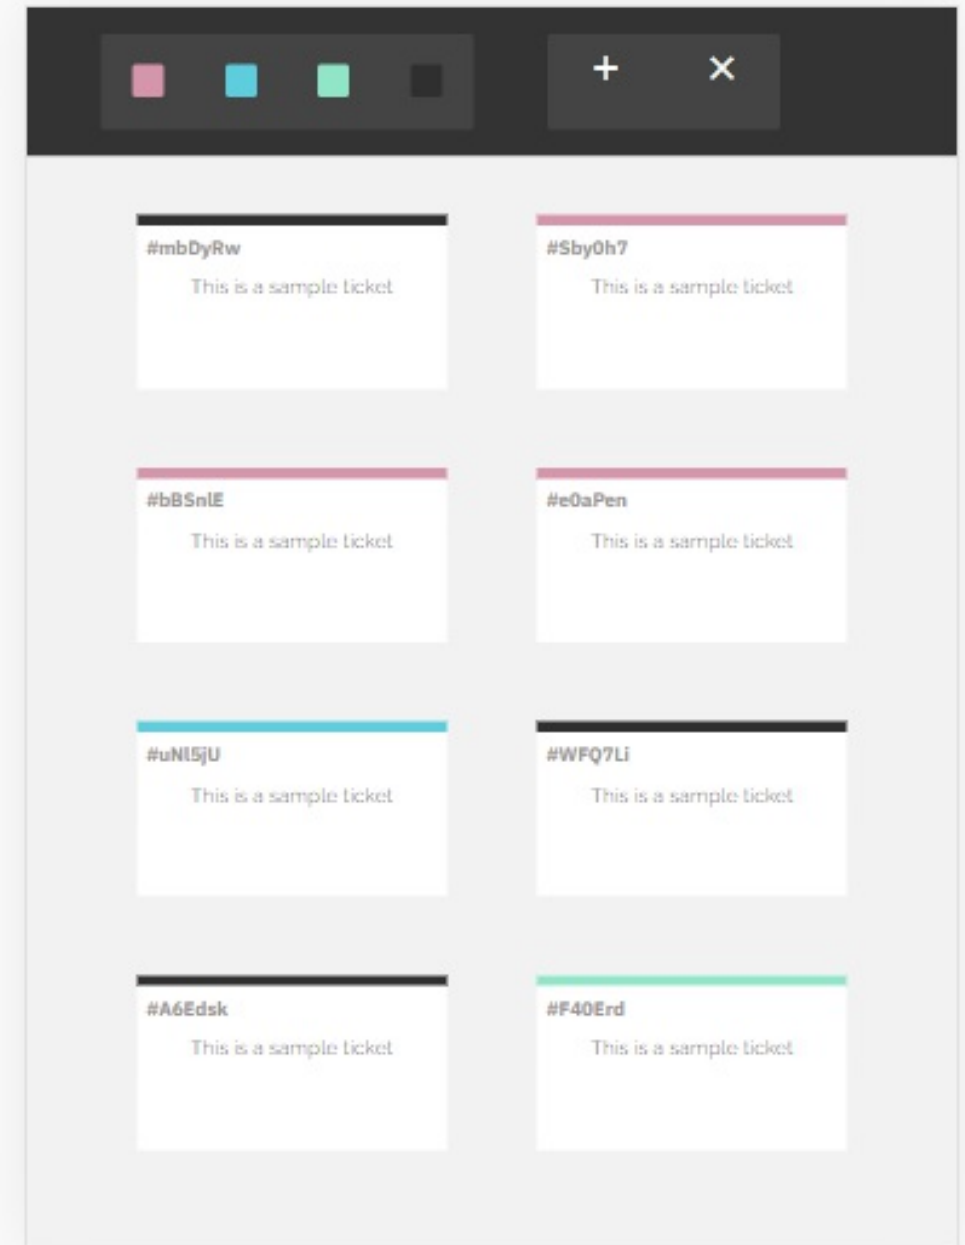 + ×
#mbDyRw
This is a sample ticket
#Sby0h7
This is a sample ticket
#bBSnlE
This is a sample ticket
#e0aPen
This is a sample ticket
#uNl5jU
This is a sample ticket
#WFQ7Li
This is a sample ticket
#A6Edsk
This is a sample ticket
#F40Erd
This is a sample ticket